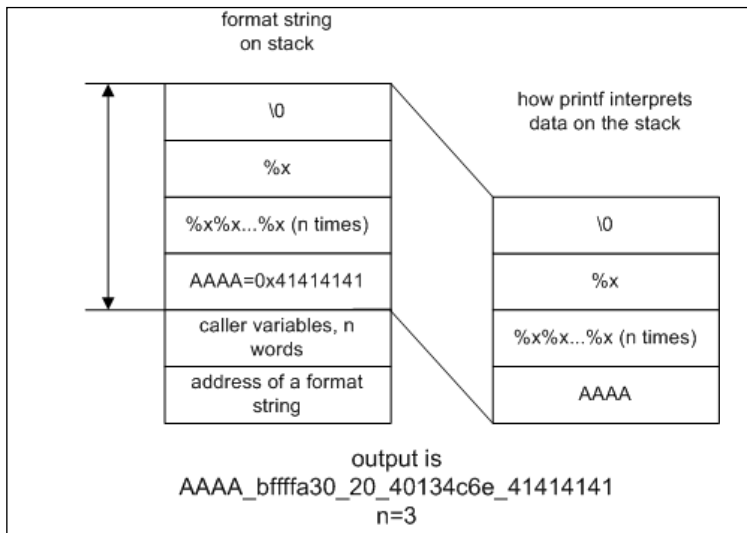 format string
on stack
\0
%x
%x%x...%x (n times)
AAAA=0x41414141
caller variables, n
words
address of a format
string
how printf interprets
data on the stack
\0
%x
%x%x...%x (n times)
AAAA
output is
AAAA_bffffa30_20_40134c6e_41414141
n=3